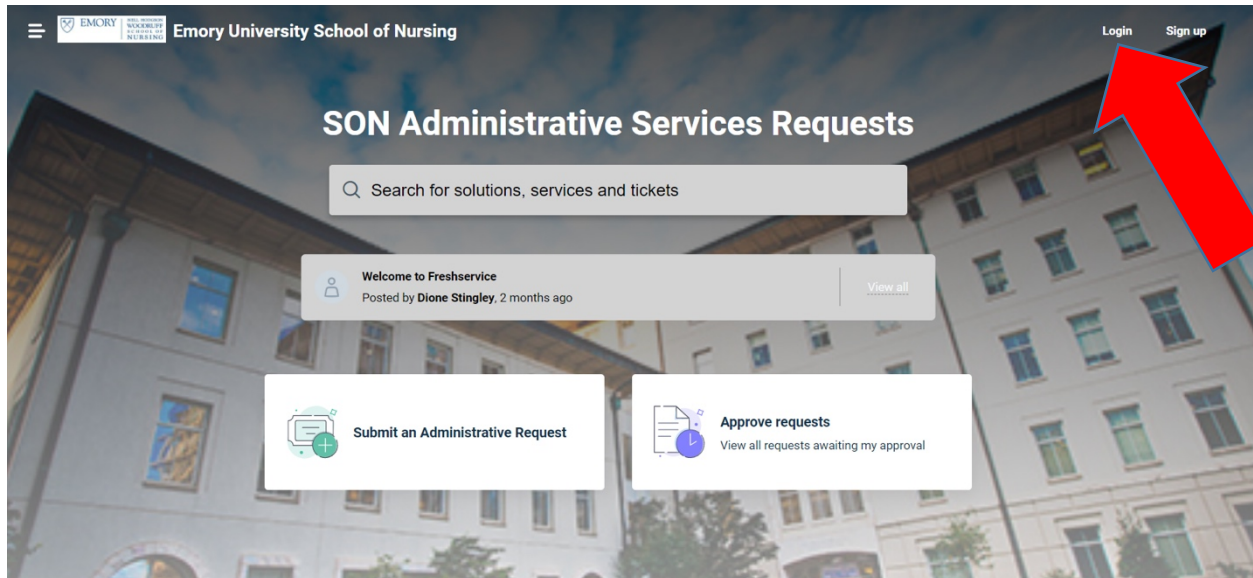 EMORY
NELL HODGSON
WOODRUFF
SCHOOL OF
NURSING
Emory University School of Nursing
Login
Sign up
SON Administrative Services Requests
Search for solutions, services and tickets
Welcome to Freshservice
Posted by Dione Stingley, 2 months ago
View all
Submit an Administrative Request
Approve requests
View all requests awaiting my approval